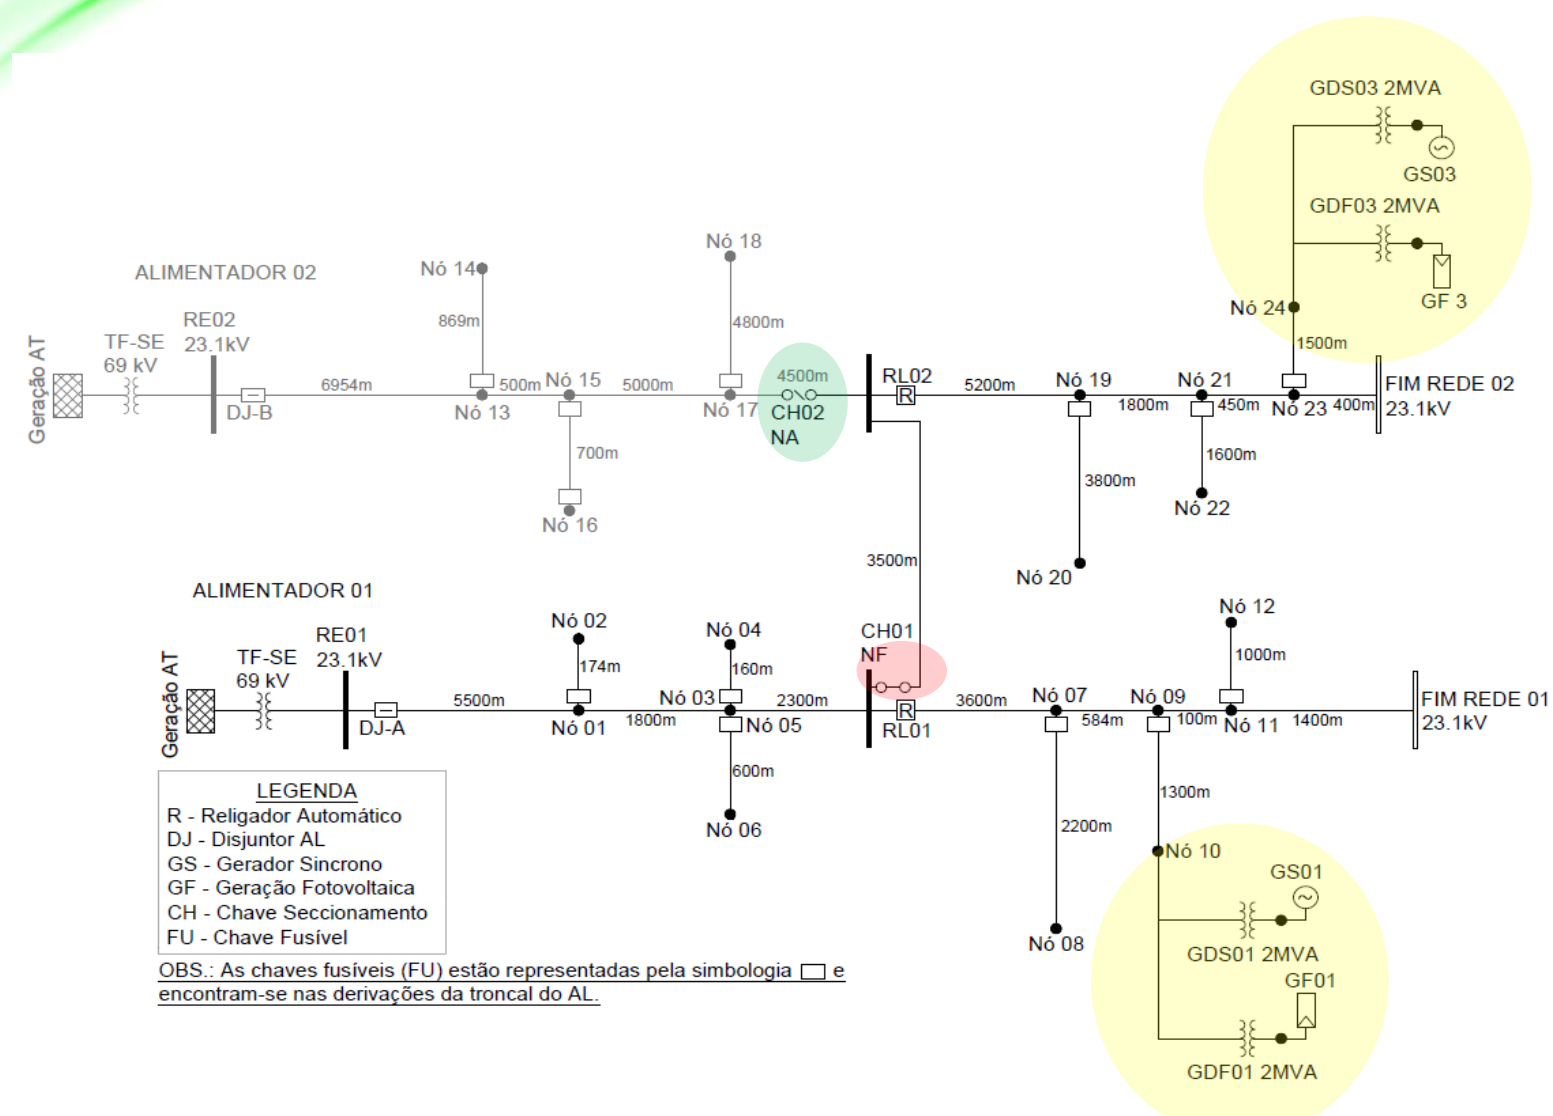 GDS03 2MVA
GS03
GDF03 2MVA
GF 3
Nó 24
1500m
ALIMENTADOR 02
Nó 14
Nó 18
869m
4800m
Geração AT
TF-SE
69 kV
RE02
23.1kV
DJ-B
6954m
Nó 13
500m
Nó 15
5000m
Nó 17
4500m
CH02
NA
RL02
R
5200m
Nó 19
1800m
Nó 21
450m
Nó 23
400m
FIM REDE 02
23.1kV
700m
Nó 16
3800m
1600m
Nó 22
Nó 20
3500m
ALIMENTADOR 01
Nó 02
Nó 04
CH01
NF
Nó 12
Geração AT
TF-SE
69 kV
RE01
23.1kV
DJ-A
174m
160m
1000m
5500m
Nó 01
1800m
Nó 03
Nó 05
2300m
R
RL01
3600m
Nó 07
584m
Nó 09
100m
Nó 11
1400m
FIM REDE 01
23.1kV
600m
Nó 06
2200m
Nó 08
1300m
Nó 10
GS01
GDS01 2MVA
GF01
GDF01 2MVA
LEGENDA
R - Religador Automático
DJ - Disjuntor AL
GS - Gerador Sincrono
GF - Geração Fotovoltaica
CH - Chave Seccionamento
FU - Chave Fusível
OBS.: As chaves fusíveis (FU) estão representadas pela simbologia e
encontram-se nas derivações da troncal do AL.